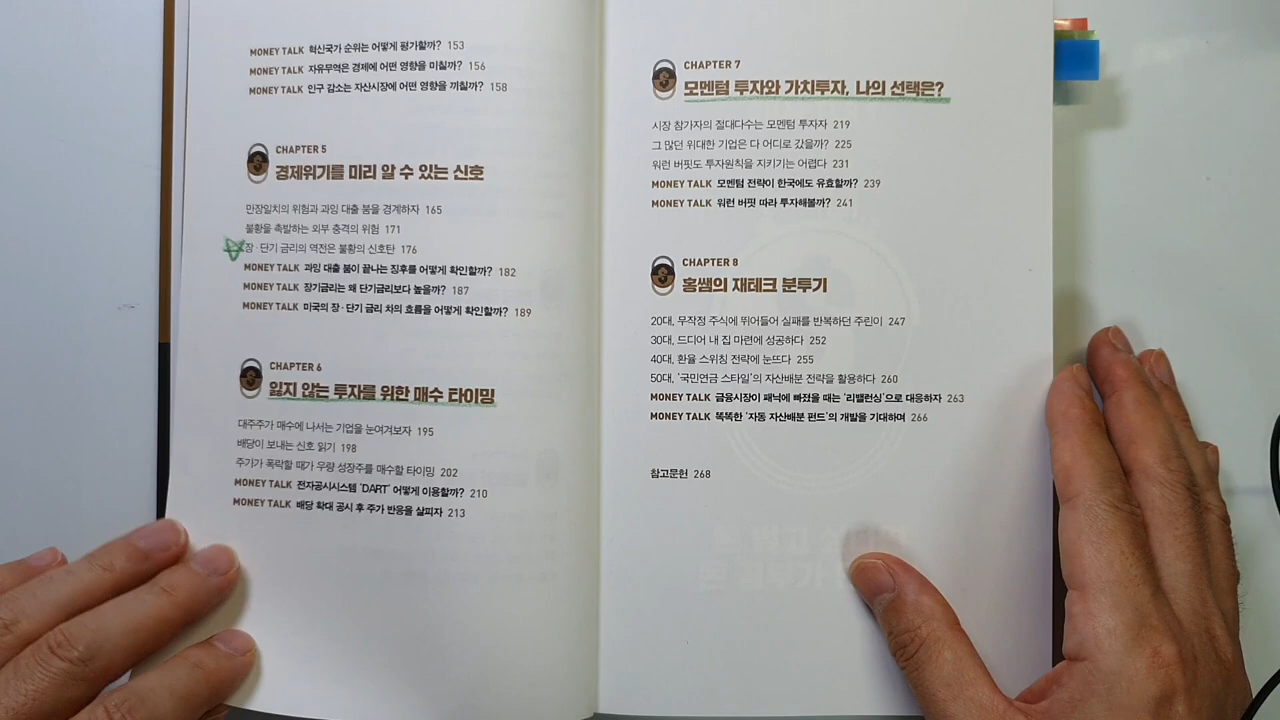 MONEY TALK 혁신국가 순위는 어떻게 평가할까? 153
MONEY TALK 자유무역은 경제에 어떤 영향을 미칠까? 156
MONEY TALK 인구 감소는 자산시장에 어떤 영향을 끼칠까? 158
CHAPTER 5
경제위기를 미리 알 수 있는 신호
만장일치의 위험과 과잉 대출 붐을 경계하자 165
불황을 촉발하는 외부 충격의 위험 171
장·단기 금리의 역전은 불황의 신호탄 176
MONEY TALK 과잉 대출 붐이 끝나는 징후를 어떻게 확인할까? 182
MONEY TALK 장기금리는 왜 단기금리보다 높을까? 187
MONEY TALK 미국의 장·단기 금리 차의 흐름을 어떻게 확인할까? 189
CHAPTER 6
잃지 않는 투자를 위한 매수 타이밍
대주주가 매수에 나서는 기업을 눈여겨보자 195
배당이 보내는 신호 읽기 198
주가가 폭락할 때가 우량 성장주를 매수할 타이밍 202
MONEY TALK 전자공시시스템 'DART' 어떻게 이용할까? 210
MONEY TALK 배당 확대 공시 후 주가 반응을 살피자 213
CHAPTER 7
모멘텀 투자와 가치투자, 나의 선택은?
시장 참가자의 절대다수는 모멘텀 투자자 219
그 많던 위대한 기업은 다 어디로 갔을까? 225
워런 버핏도 투자원칙을 지키기는 어렵다 231
MONEY TALK 모멘텀 전략이 한국에도 유효할까? 239
MONEY TALK 워런 버핏 따라 투자해볼까? 241
CHAPTER 8
홍쌤의 재테크 분투기
20대, 무작정 주식에 뛰어들어 실패를 반복하던 주린이 247
30대, 드디어 내 집 마련에 성공하다 252
40대, 환율 스위칭 전략에 눈뜨다 255
50대, '국민연금 스타일'의 자산배분 전략을 활용하다 260
MONEY TALK 금융시장이 패닉에 빠졌을 때는 '리밸런싱'으로 대응하자 263
MONEY TALK 똑똑한 '자동 자산배분 펀드'의 개발을 기대하며 266
참고문헌 268